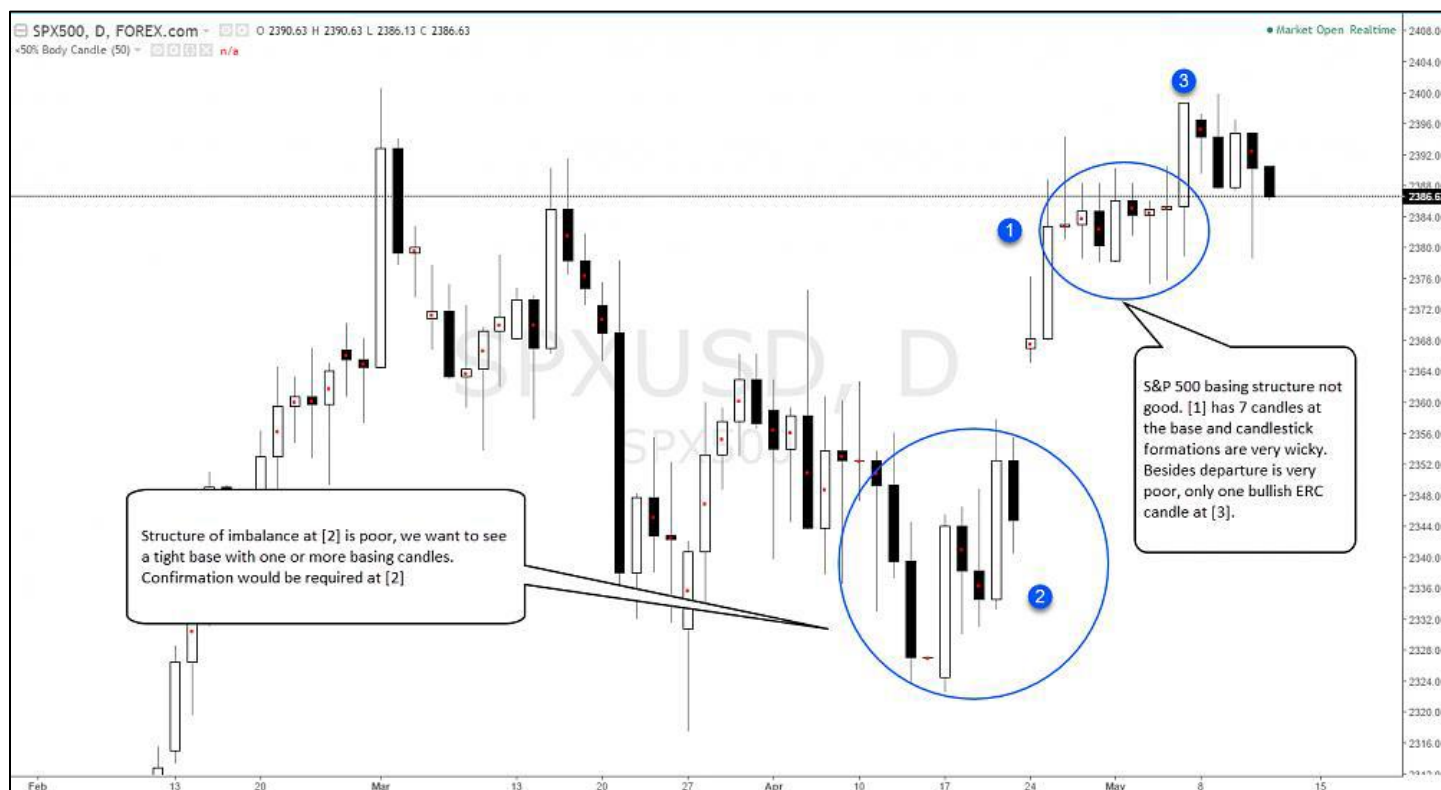 SPX500, D, FOREX.com O 2390.63 H 2390.63 L 2386.13 C 2386.63
<50% Body Candle (50) n/a
Market Open Realtime
3
1
S&P 500 basing structure not
good. [1] has 7 candles at
the base and candlestick
formations are very wicky.
Besides departure is very
poor, only one bullish ERC
candle at [3].
SPXUSD, D
SPX500
Structure of imbalance at [2] is poor, we want to see
a tight base with one or more basing candles.
Confirmation would be required at [2]
2
2408.0
2404.0
2400.0
2396.0
2392.0
2388.0
2386.6
2384.0
2380.0
2376.0
2372.0
2368.0
2364.0
2360.0
2356.0
2352.0
2348.0
2344.0
2340.0
2336.0
2332.0
2328.0
2324.0
2320.0
2316.0
2312.0
Feb 13 20 Mar 13 20 27 Apr 10 17 24 May 8 15